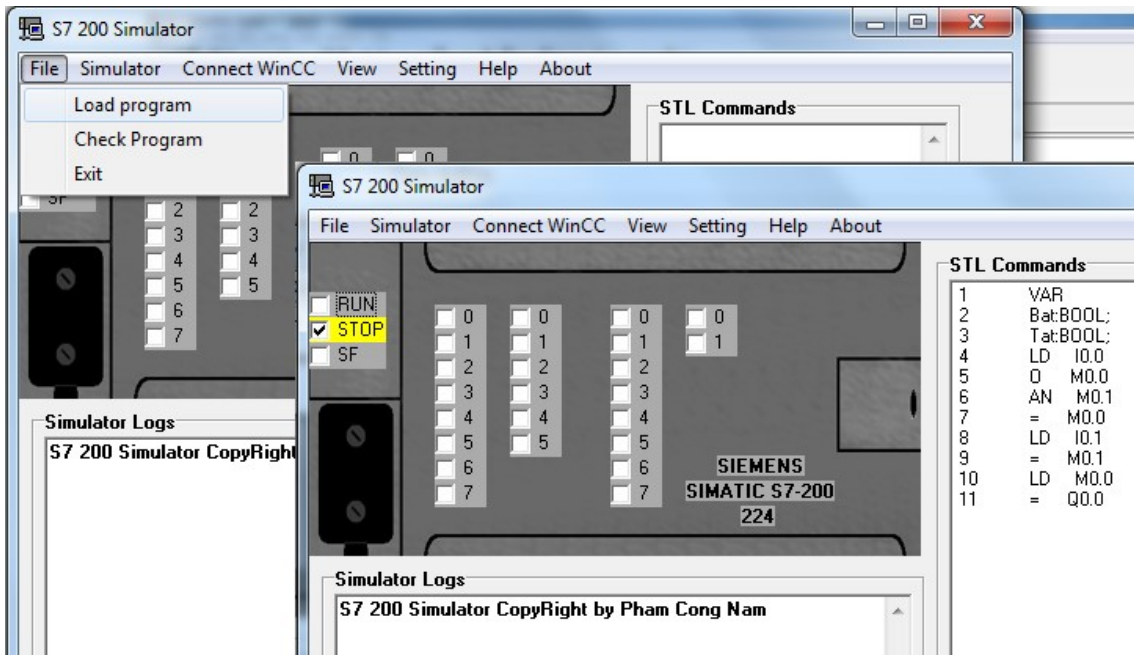 S7 200 Simulator
File Simulator Connect WinCC View Setting Help About
Load program
Check Program
Exit
STL Commands
0 0
SF
2 2
3 3
4 4
5 5
6
7
Simulator Logs
S7 200 Simulator CopyRigh
S7 200 Simulator
File Simulator Connect WinCC View Setting Help About
RUN
STOP
SF
0 0 0 0
1 1 1 1
2 2 2
3 3 3
4 4 4
5 5 5
6 6
7 7
SIEMENS
SIMATIC S7-200
224
STL Commands
1 VAR
2 Bat:BOOL;
3 Tat:BOOL;
4 LD I0.0
5 O M0.0
6 AN M0.1
7 = M0.0
8 LD I0.1
9 = M0.1
10 LD M0.0
11 = Q0.0
Simulator Logs
S7 200 Simulator CopyRight by Pham Cong Nam